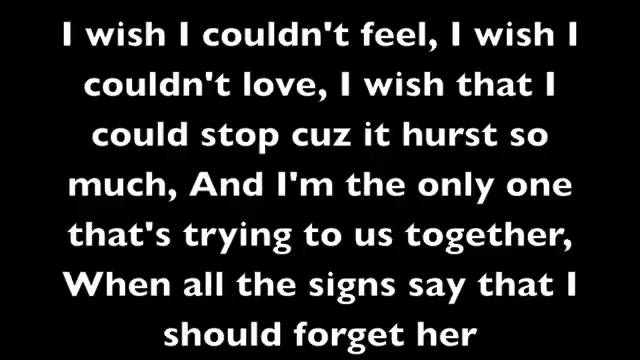 I wish I couldn't feel, I wish I
couldn't love, I wish that I
could stop cuz it hurst so
much, And I'm the only one
that's trying to us together,
When all the signs say that I
should forget her